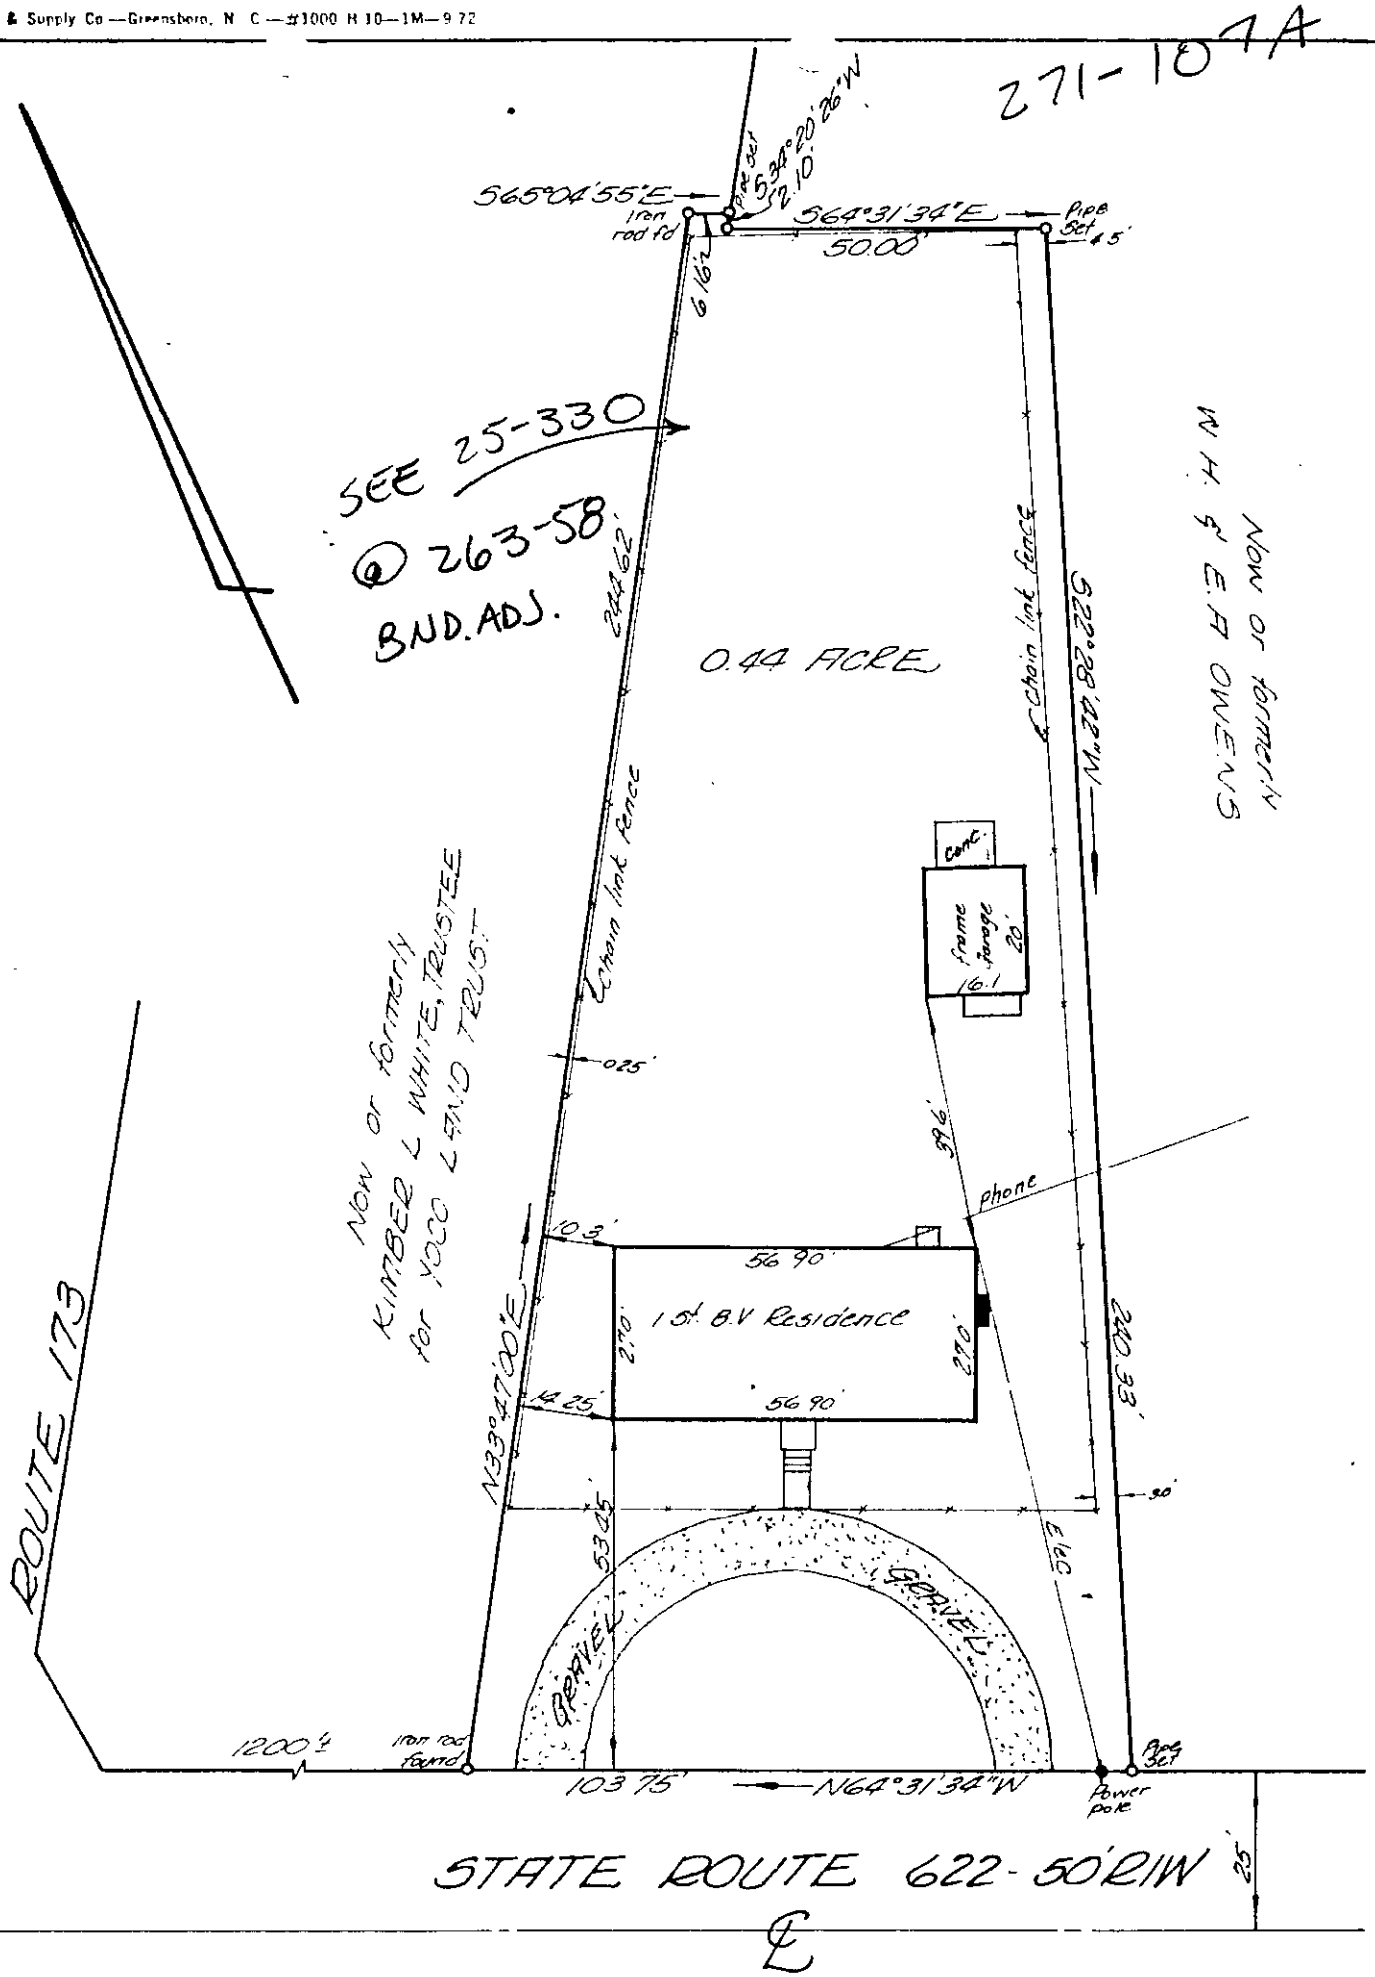 & Supply Co—Greensboro, N C—#1000 H 10—1M—9 72
271-107A
S65°04'55"E
Iron
rod fd
Pipe set
S34°20'26"W
2.10'
S64°31'34"E
50.00'
Pipe
Set
4.5'
6.162
SEE 25-330
@ 263-58
BND. ADJ.
244.62'
chain link fence
0.44 ACRE
chain link fence
S22°28'42"W
Now or formerly
W H. & E.A OWENS
Conc.
frame
garage
20'
16.1
Now or formerly
KIMBER L WHITE, TRUSTEE
for YOCO LAND TRUST
025'
39.6'
phone
10.3'
56 90'
27.0'
1 St. B.V Residence
27.0'
56 90'
14.25'
N33°47'00"E
240.33'
ROUTE 173
53.05'
3.0'
Elec
GRAVEL
GRAVEL
1200'±
Iron rod
found
103 75'
N64°31'34"W
Power
pole
Pipe
Set
STATE ROUTE 622 - 50'R/W
25'
CL